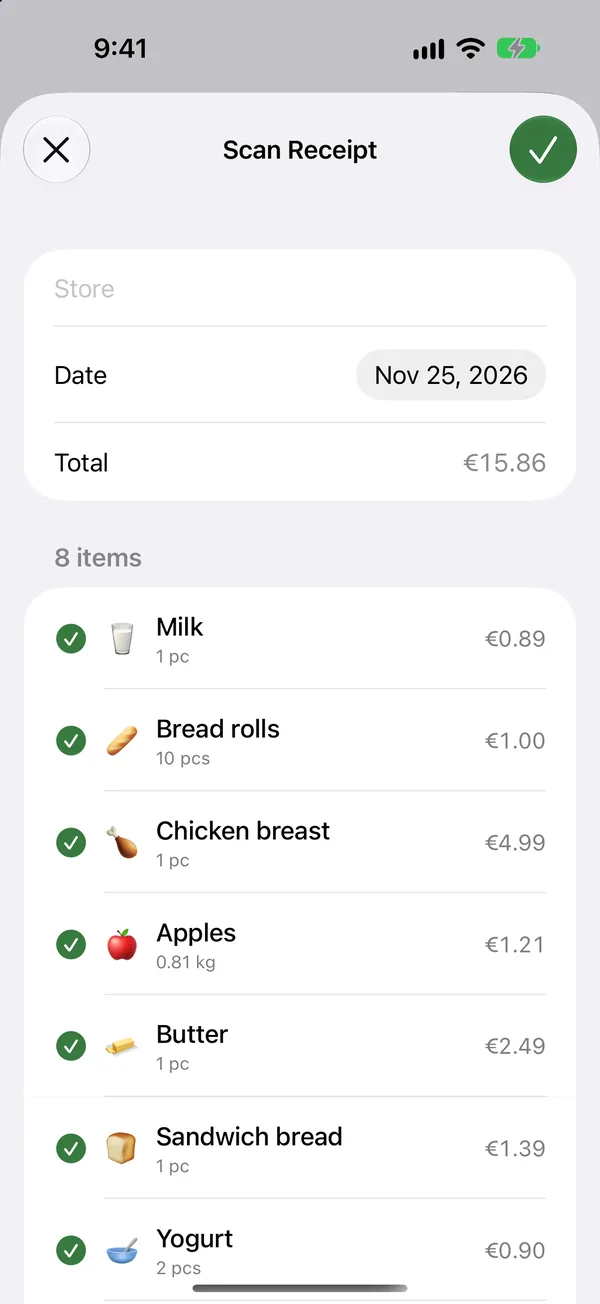 9:41
Scan Receipt
Store
Date Nov 25, 2026
Total €15.86
8 items
Milk €0.89
1 pc
Bread rolls €1.00
10 pcs
Chicken breast €4.99
1 pc
Apples €1.21
0.81 kg
Butter €2.49
1 pc
Sandwich bread €1.39
1 pc
Yogurt €0.90
2 pcs